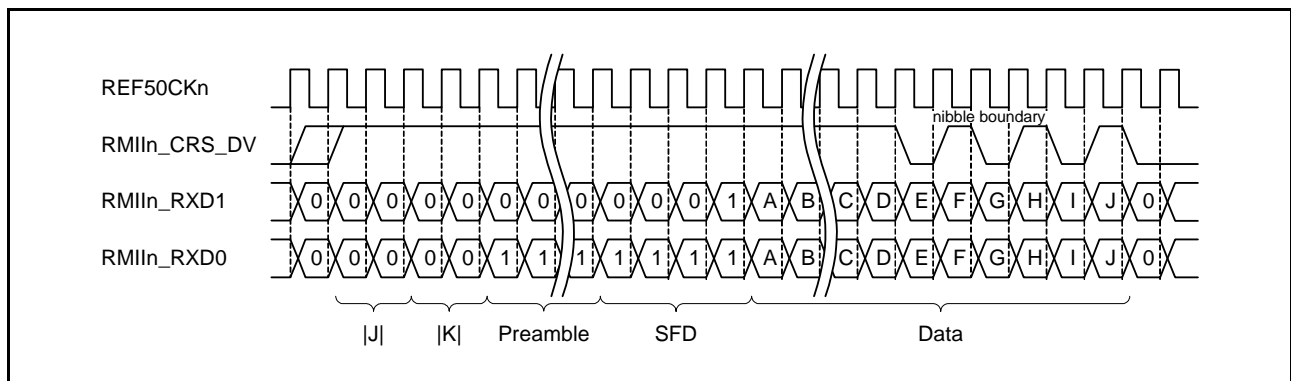 REF50CKn
nibble boundary
RMIIn_CRS_DV
RMIIn_RXD1 0 0 0 0 0 0 0 0 0 0 0 1 A B C D E F G H I J 0
RMIIn_RXD0 0 0 0 0 0 1 1 1 1 1 1 1 A B C D E F G H I J 0
|J| |K| Preamble SFD Data